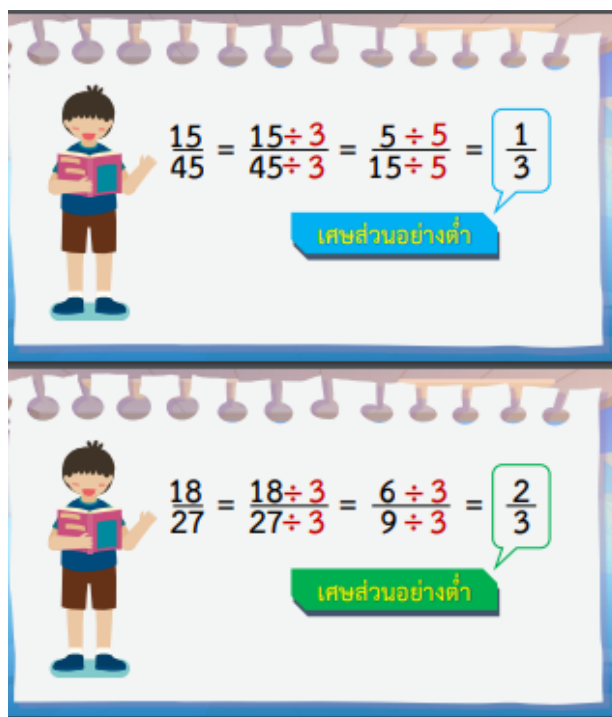 15/45 = 15÷3/45÷3 = 5÷5/15÷5 = 1/3
เศษส่วนอย่างต่ำ
18/27 = 18÷3/27÷3 = 6÷3/9÷3 = 2/3
เศษส่วนอย่างต่ำ